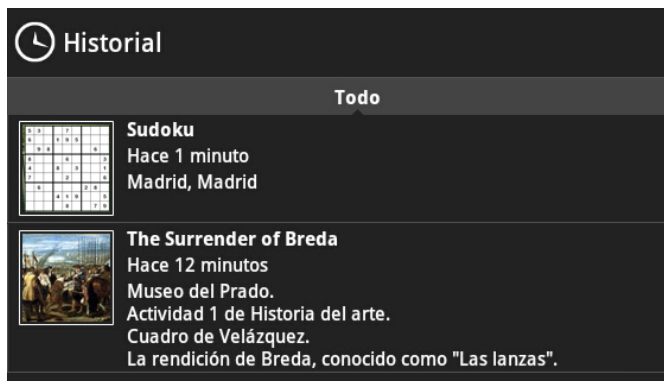 Historial
Todo
Sudoku
Hace 1 minuto
Madrid, Madrid
The Surrender of Breda
Hace 12 minutos
Museo del Prado.
Actividad 1 de Historia del arte.
Cuadro de Velázquez.
La rendición de Breda, conocido como "Las lanzas".